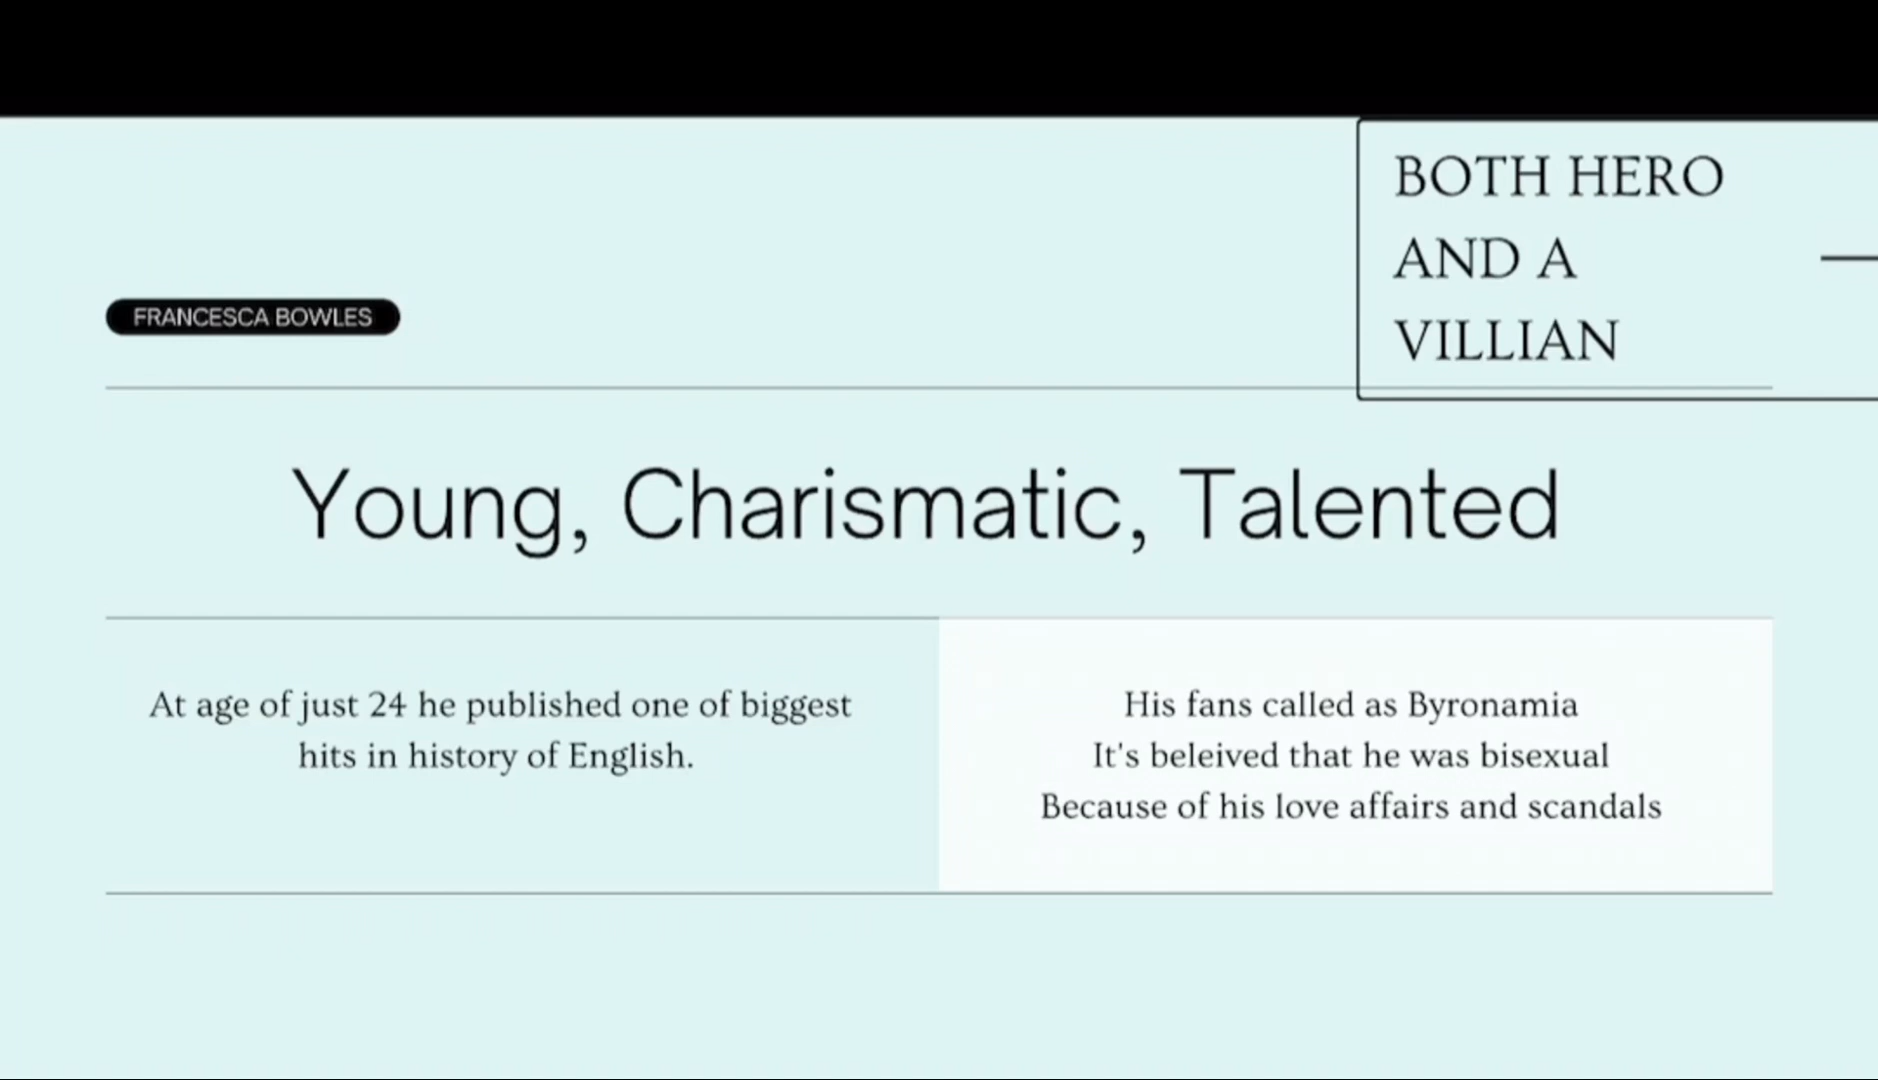 BOTH HERO
AND A
VILLIAN
FRANCESCA BOWLES
Young, Charismatic, Talented
At age of just 24 he published one of biggest
hits in history of English.
His fans called as Byronamia
It's beleived that he was bisexual
Because of his love affairs and scandals